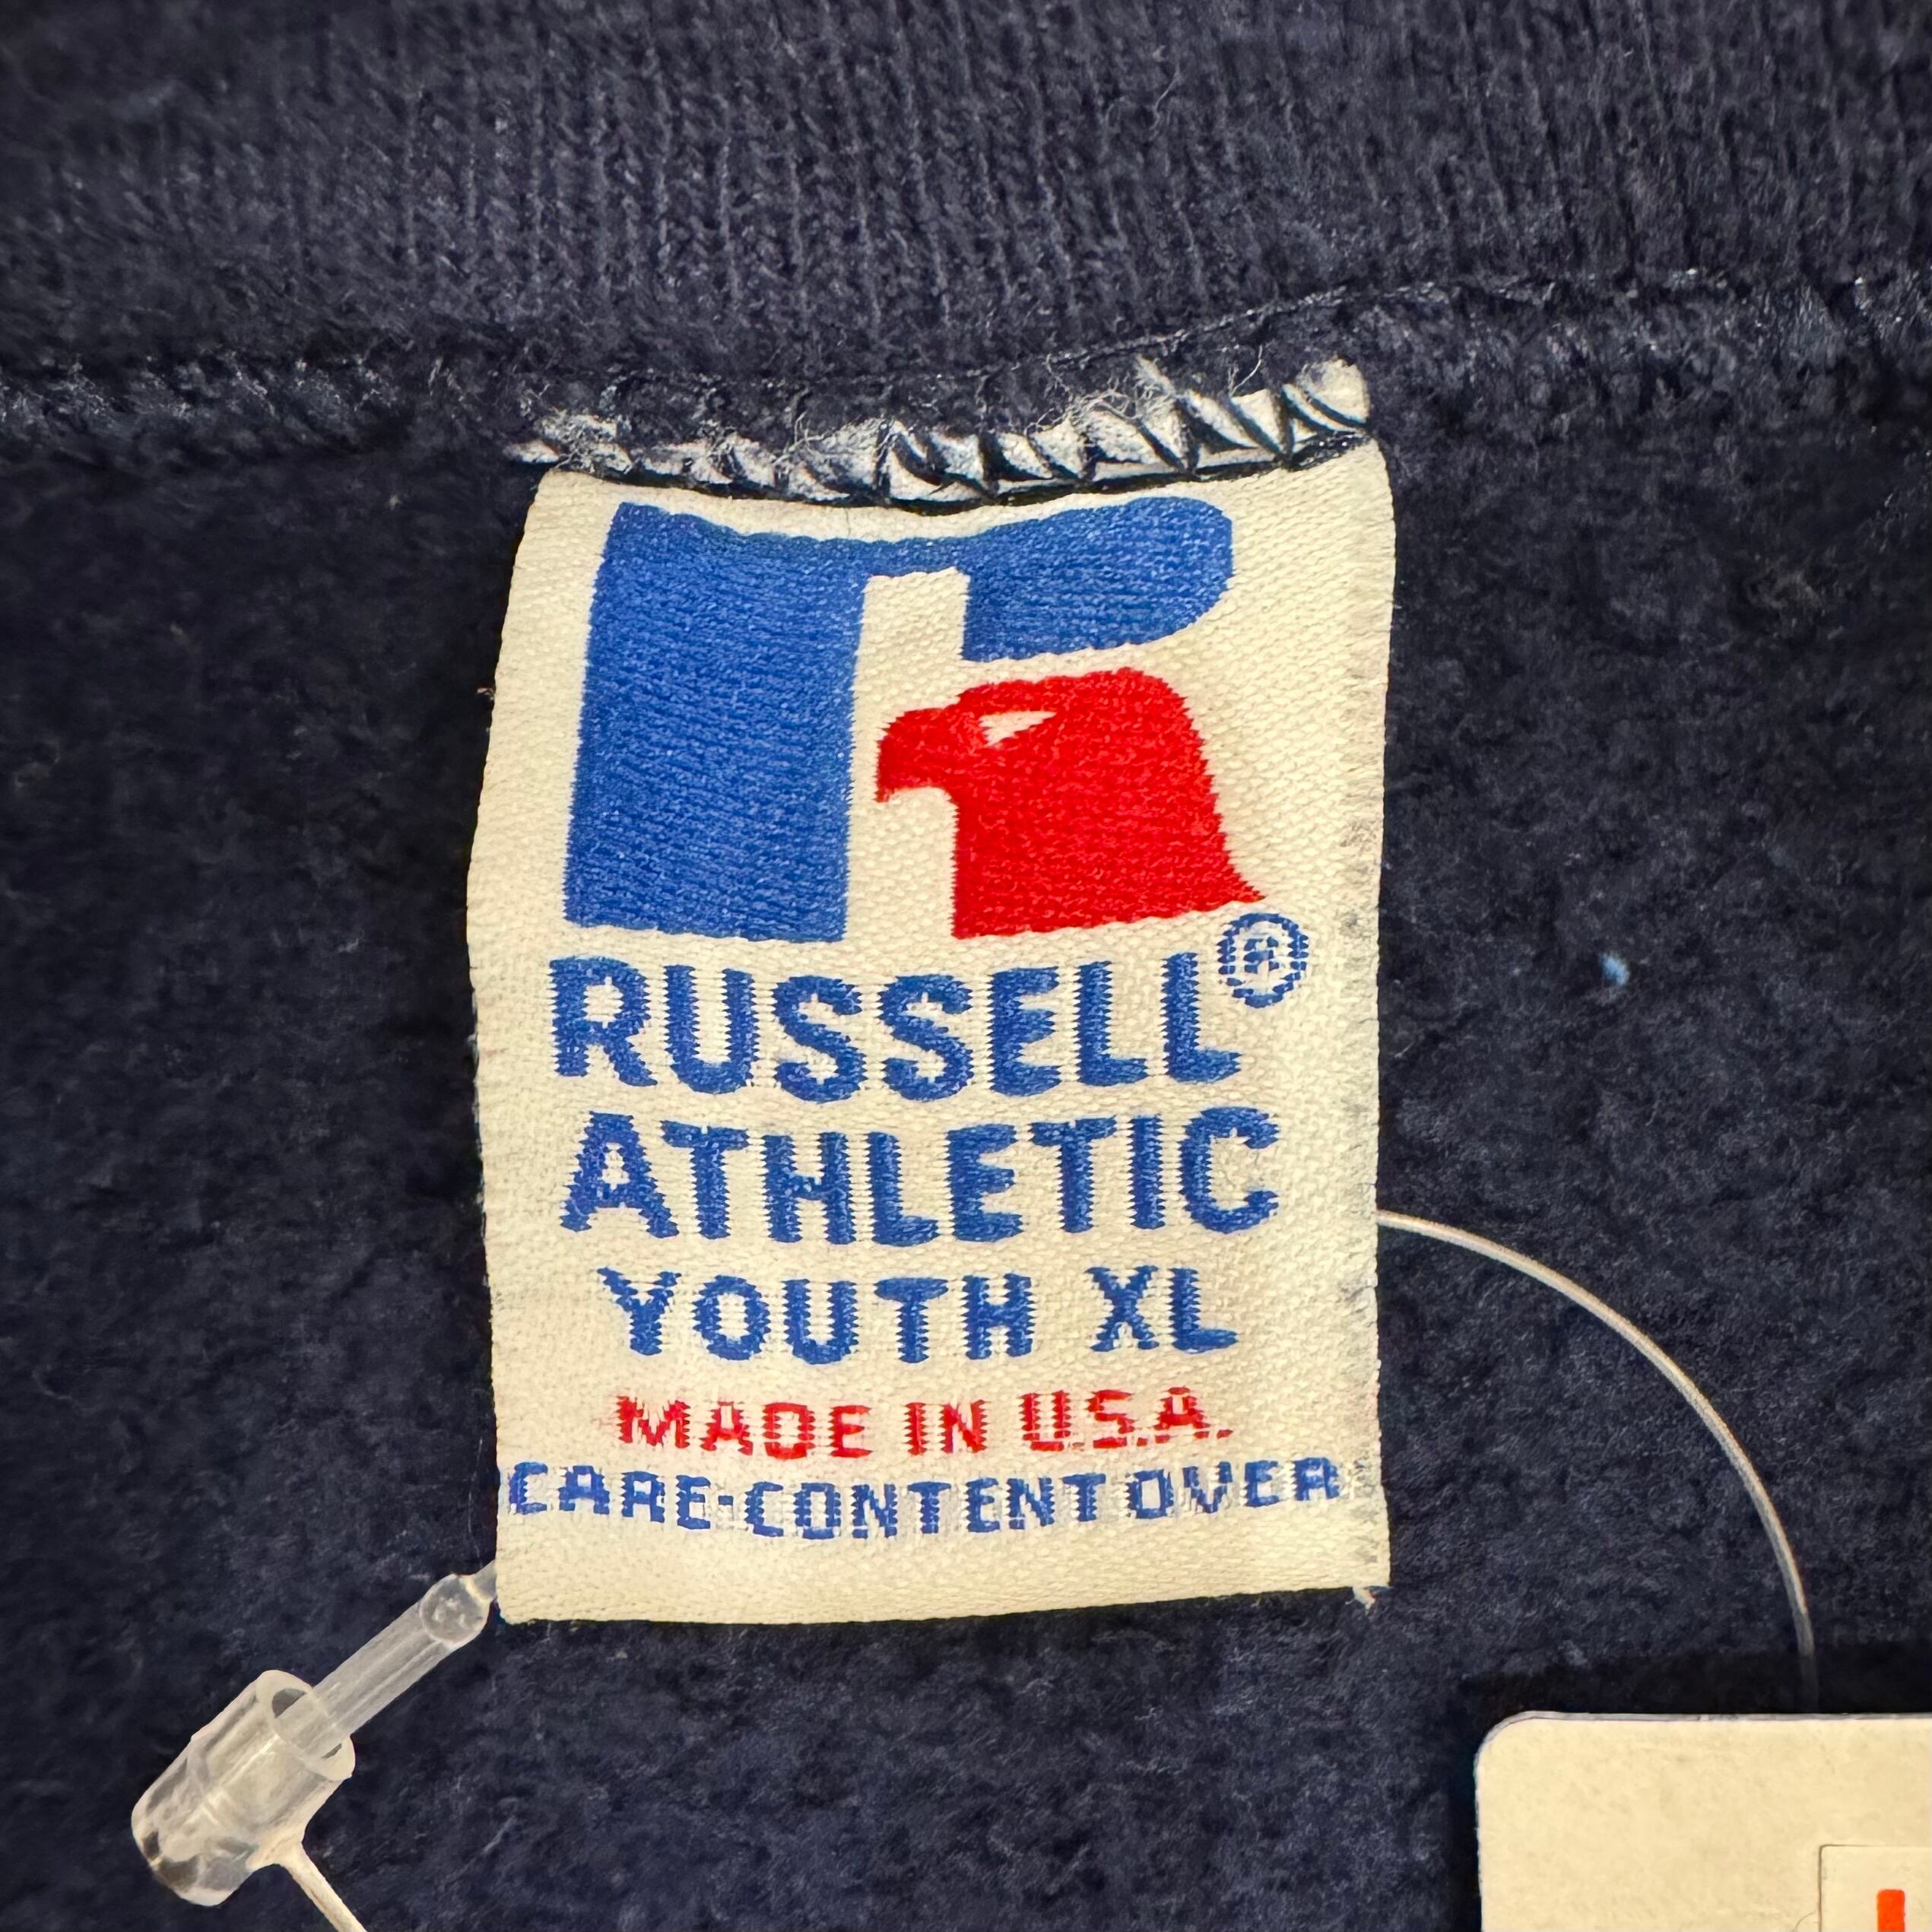 RUSSELL®
ATHLETIC
YOUTH XL
MADE IN U.S.A.
CARE-CONTENT OVER